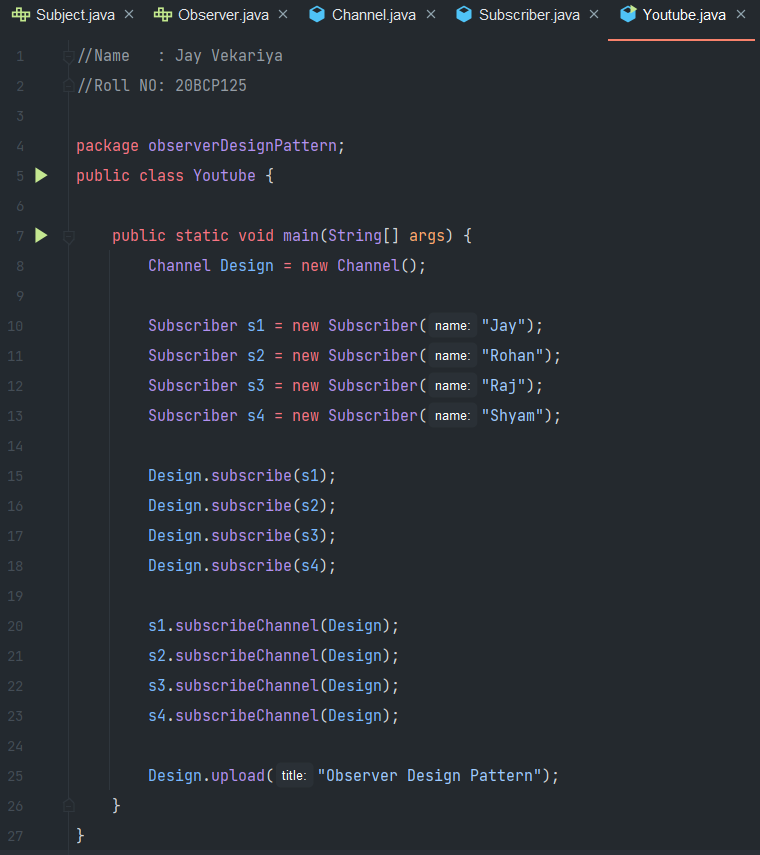 Subject.java Observer.java Channel.java Subscriber.java Youtube.java
1 //Name   : Jay Vekariya
2 //Roll NO: 20BCP125
3
4 package observerDesignPattern;
5 public class Youtube {
6
7     public static void main(String[] args) {
8         Channel Design = new Channel();
9
10         Subscriber s1 = new Subscriber( name: "Jay");
11         Subscriber s2 = new Subscriber( name: "Rohan");
12         Subscriber s3 = new Subscriber( name: "Raj");
13         Subscriber s4 = new Subscriber( name: "Shyam");
14
15         Design.subscribe(s1);
16         Design.subscribe(s2);
17         Design.subscribe(s3);
18         Design.subscribe(s4);
19
20         s1.subscribeChannel(Design);
21         s2.subscribeChannel(Design);
22         s3.subscribeChannel(Design);
23         s4.subscribeChannel(Design);
24
25         Design.upload( title: "Observer Design Pattern");
26     }
27 }